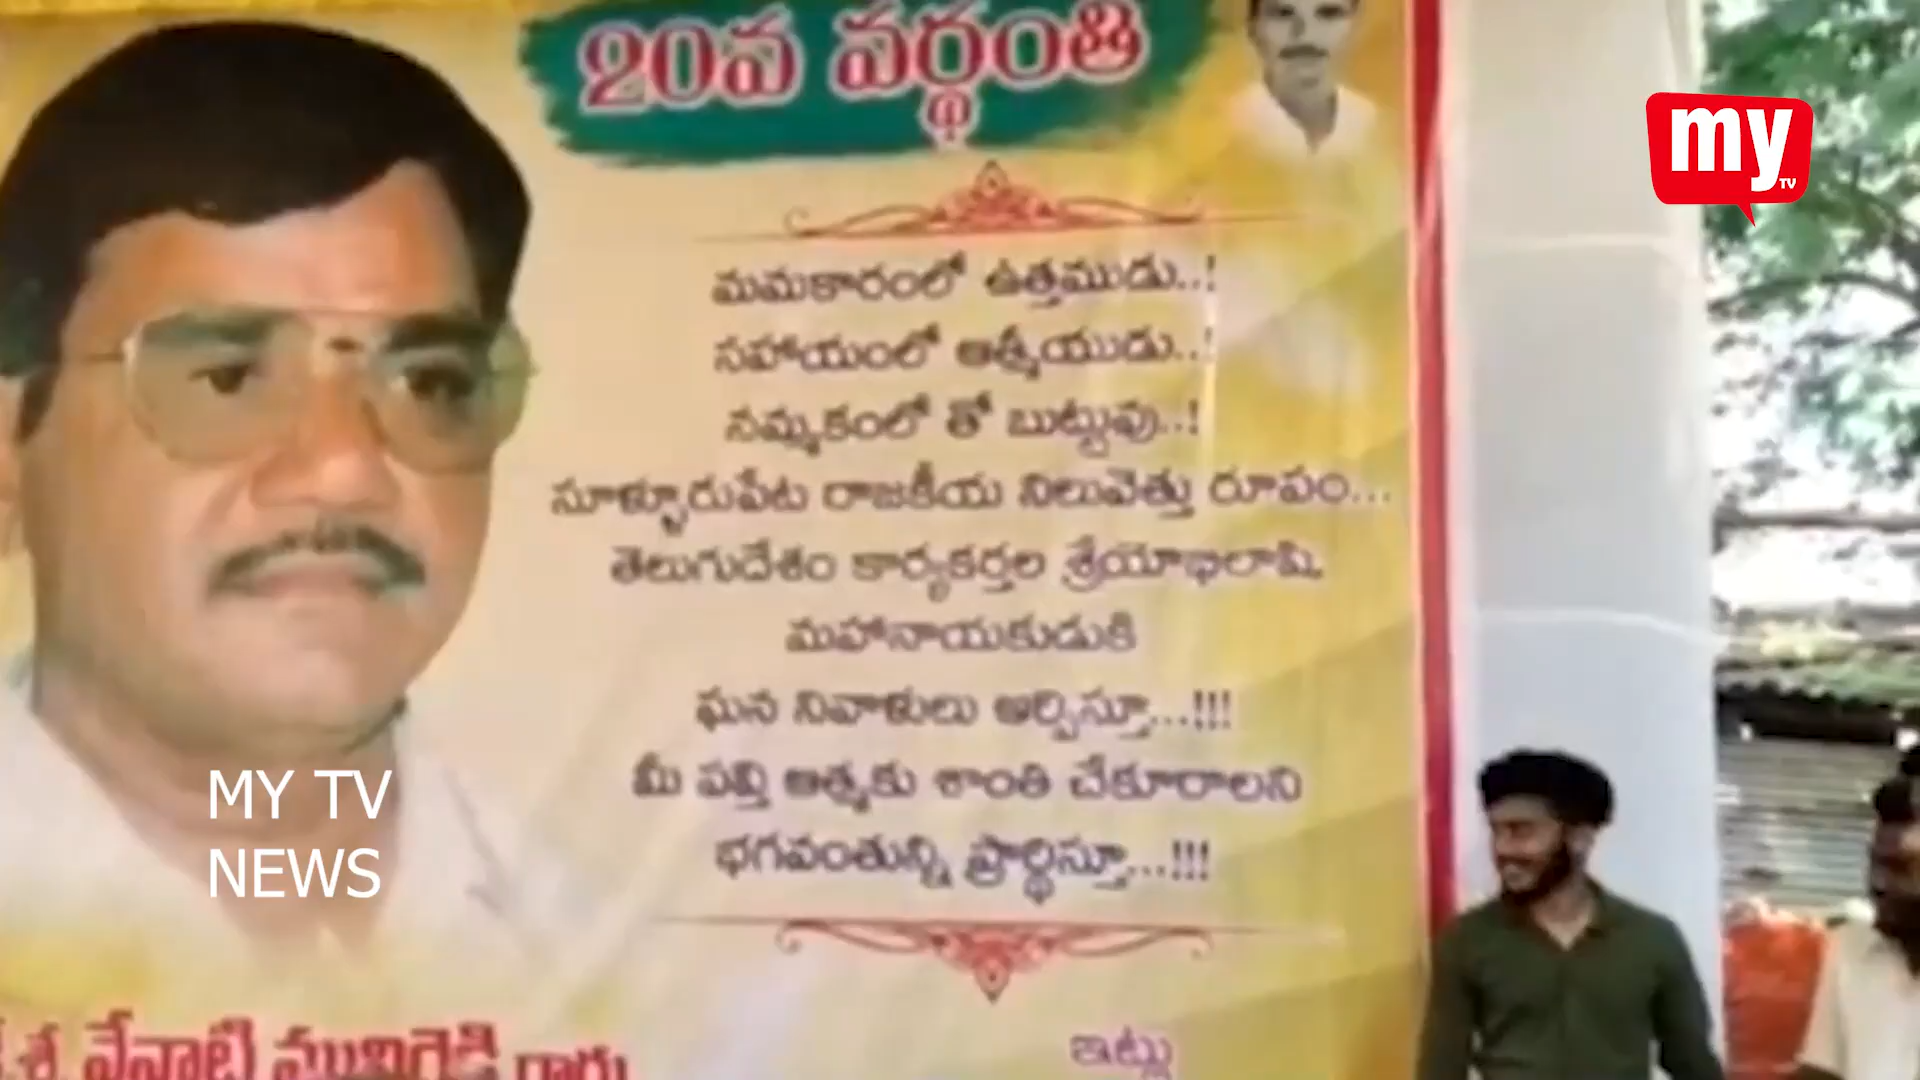 20వ వర్ధంతి
my TV
మమకారంలో ఉత్తముడు..!
సహాయంలో ఆత్మీయుడు..!
నమ్మకంలో తో బుట్టువు..!
సూళ్ళూరుపేట రాజకీయ నిలువెత్తు రూపం...
తెలుగుదేశం కార్యకర్తల శ్రేయోభిలాషి,
మహానాయకుడుకి
ఘన నివాళులు అర్పిస్తూ...!!!
మీ పవిత్ర ఆత్మకు శాంతి చేకూరాలని
భగవంతున్ని ప్రార్థిస్తూ...!!!
MY TV
NEWS
వేనాటి మునిరెడ్డి గారు
ఇట్లు